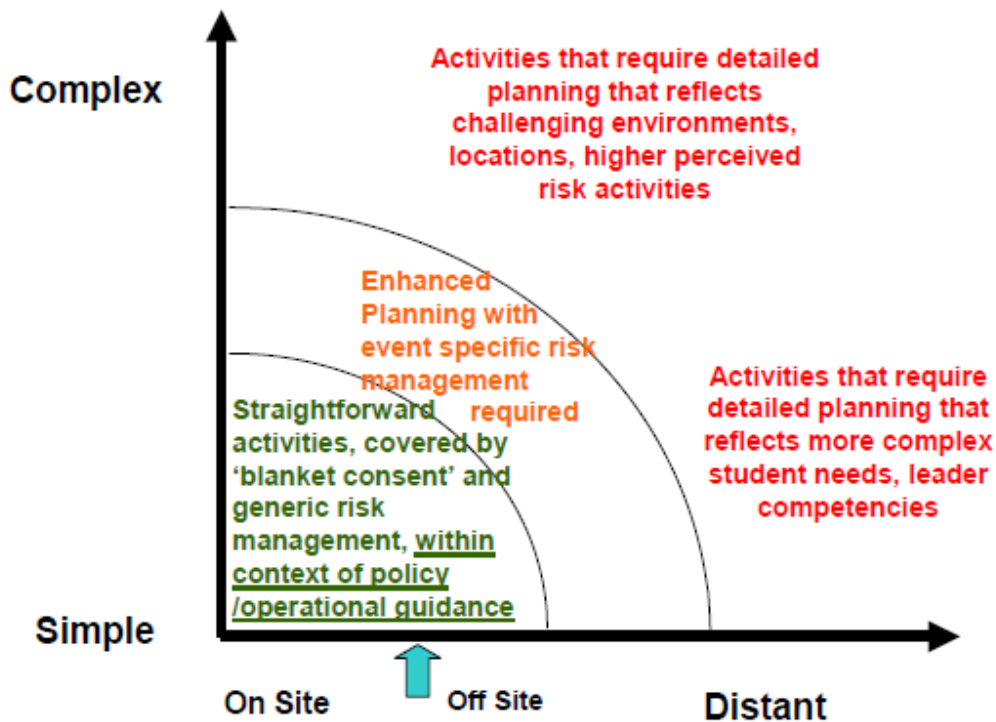 Complex
Activities that require detailed
planning that reflects
challenging environments,
locations, higher perceived
risk activities
Enhanced
Planning with
event specific risk
management
required
Straightforward
activities, covered by
‘blanket consent’ and
generic risk
management, within
context of policy
/operational guidance
Activities that require
detailed planning that
reflects more complex
student needs, leader
competencies
Simple
On Site
Off Site
Distant